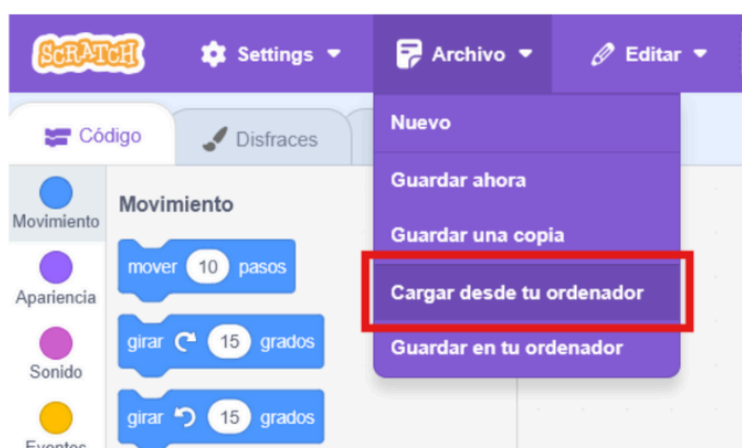 SCRATCH Settings Archivo Editar
Código Disfraces
Nuevo
Guardar ahora
Guardar una copia
Cargar desde tu ordenador
Guardar en tu ordenador
Movimiento
Apariencia
Sonido
Eventos
Movimiento
mover 10 pasos
girar 15 grados
girar 15 grados